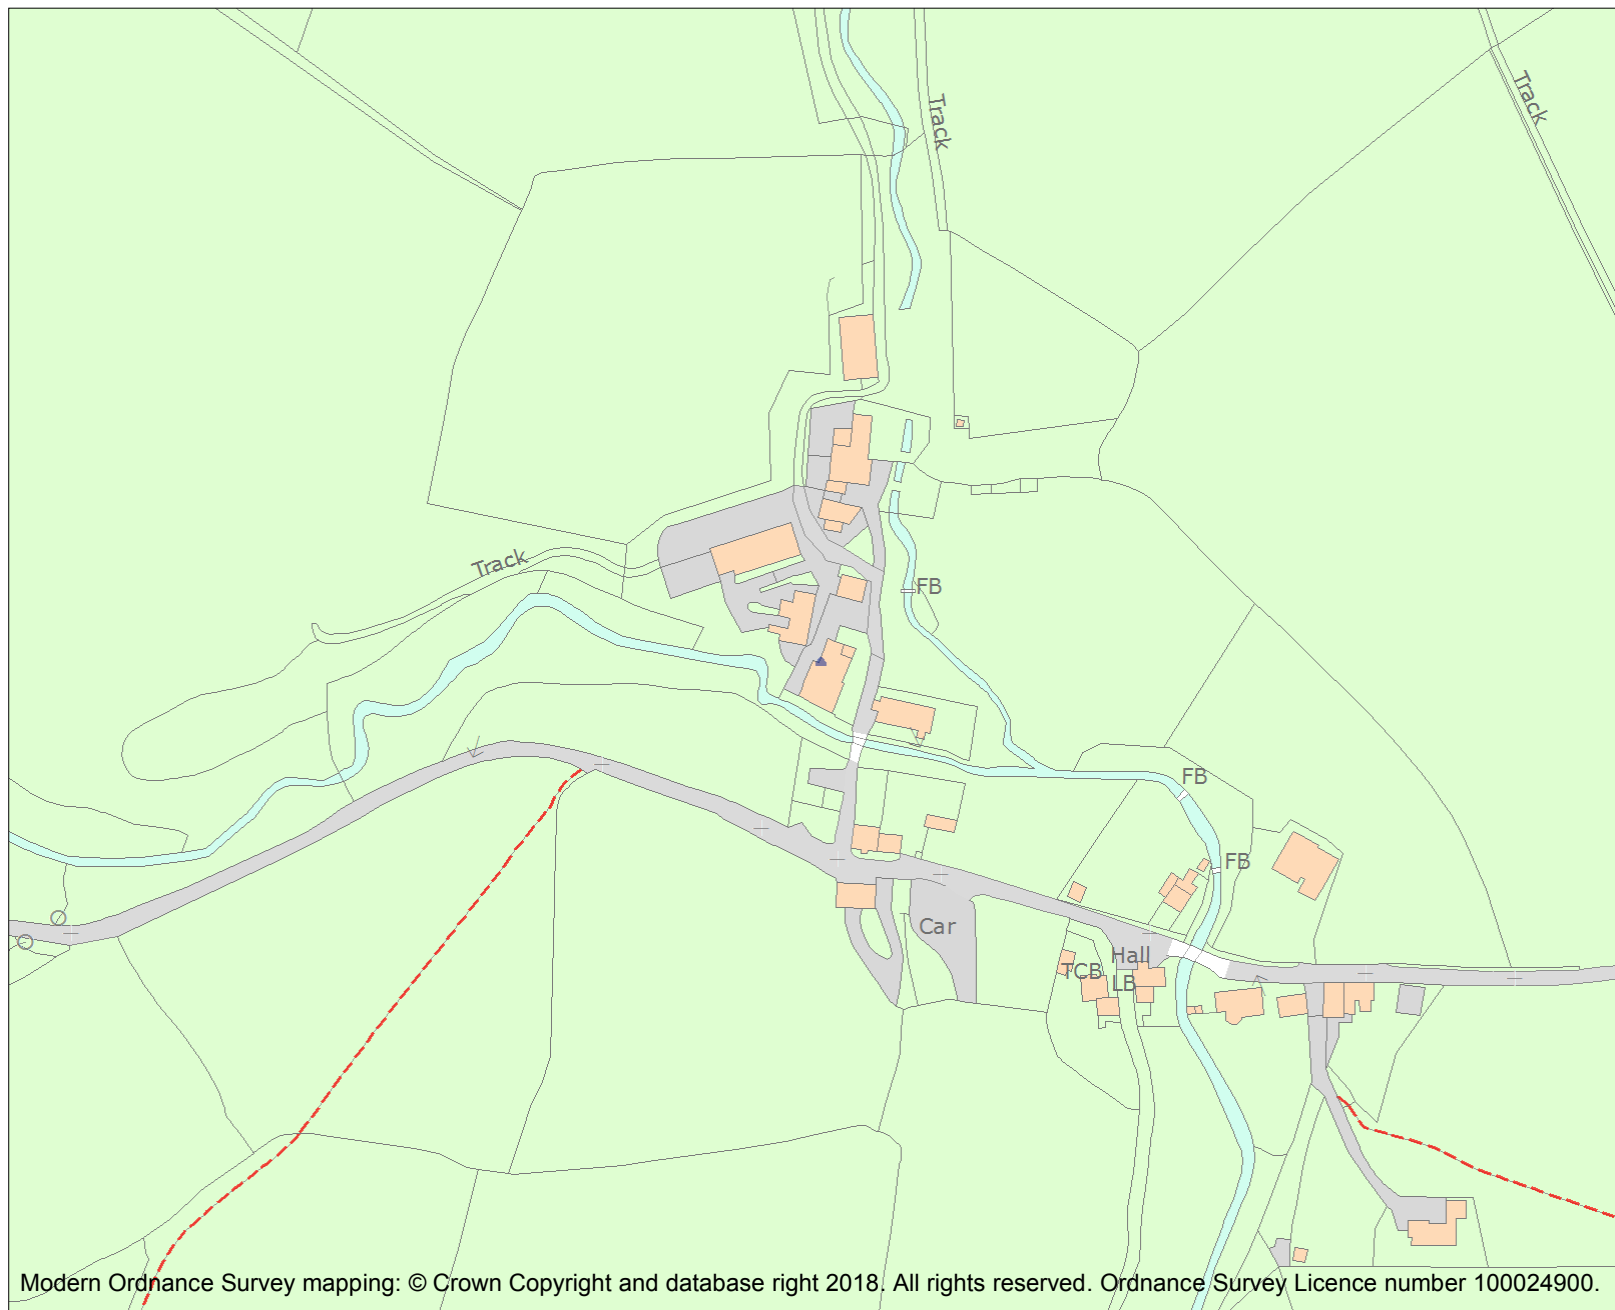 Track
Track
Track
FB
FB
FB
Car
Hall
TCB
LB
Modern Ordnance Survey mapping: © Crown Copyright and database right 2018. All rights reserved. Ordnance Survey Licence number 100024900.